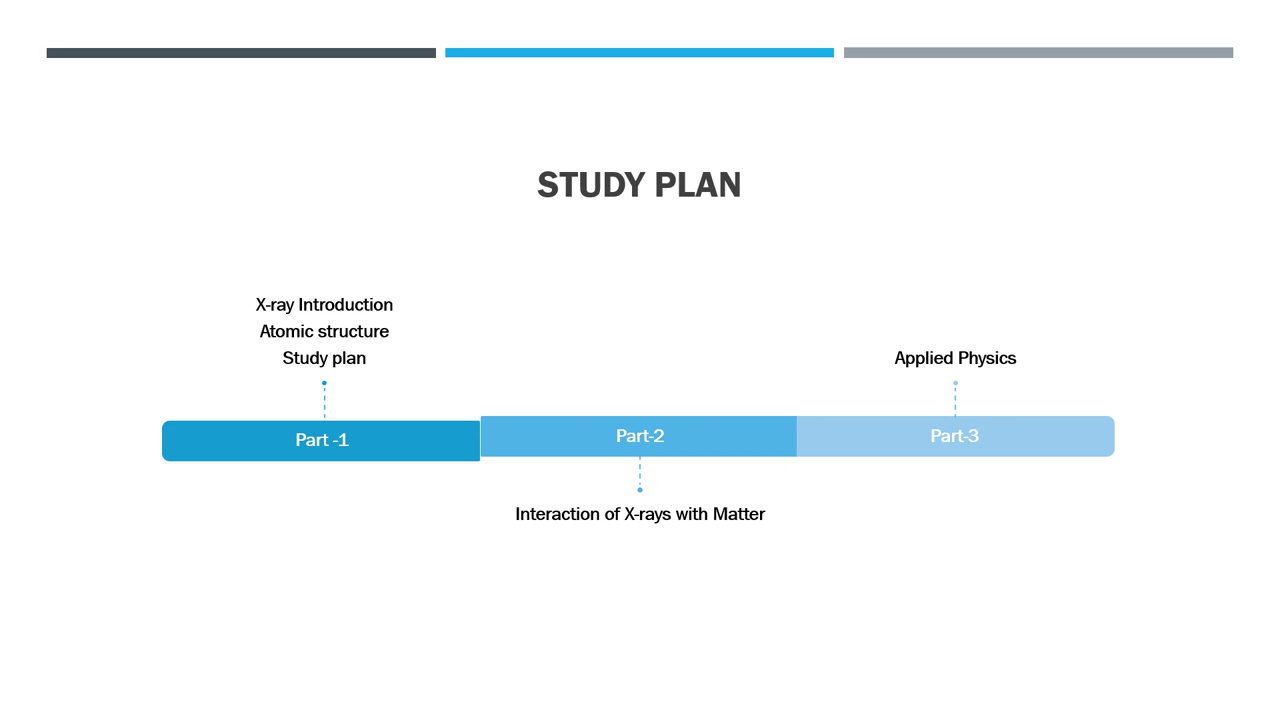 STUDY PLAN
X-ray Introduction
Atomic structure
Study plan
Applied Physics
Part -1
Part-2
Part-3
Interaction of X-rays with Matter